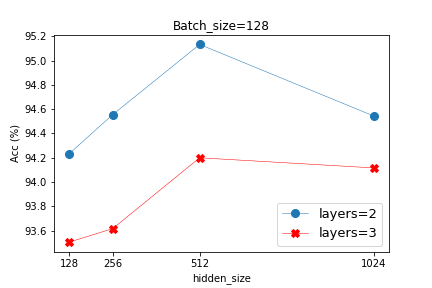 Batch_size=128
Acc (%)
95.2
95.0
94.8
94.6
94.4
94.2
94.0
93.8
93.6
layers=2
layers=3
128 256 512 1024
hidden_size